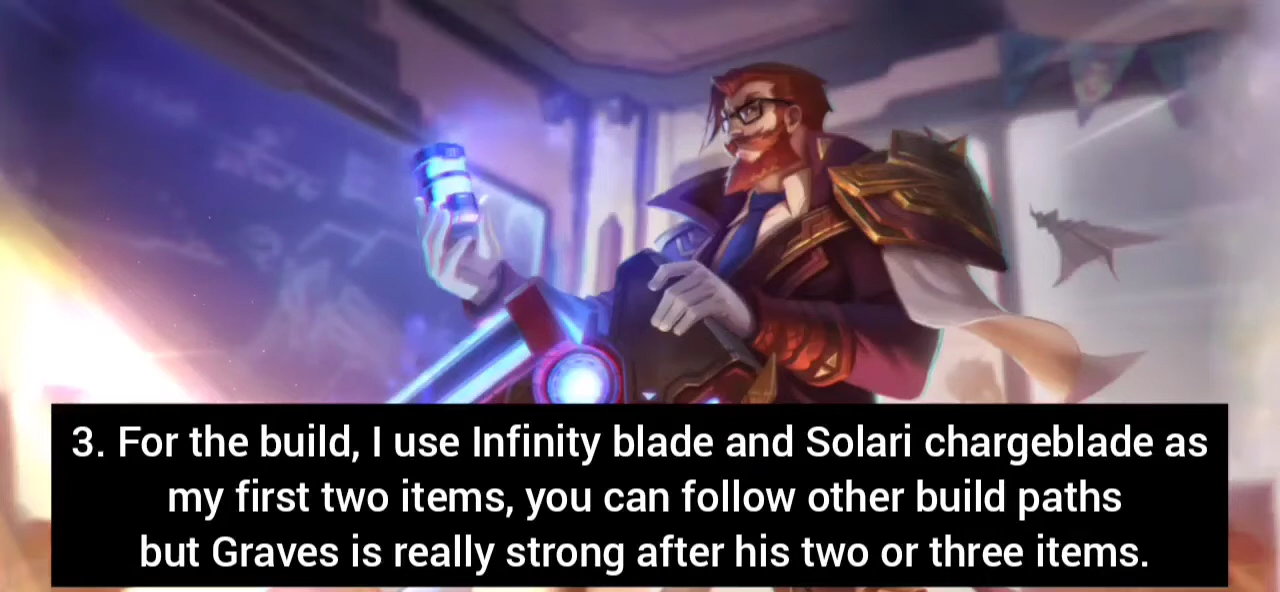 3. For the build, I use Infinity blade and Solari chargeblade as
my first two items, you can follow other build paths
but Graves is really strong after his two or three items.